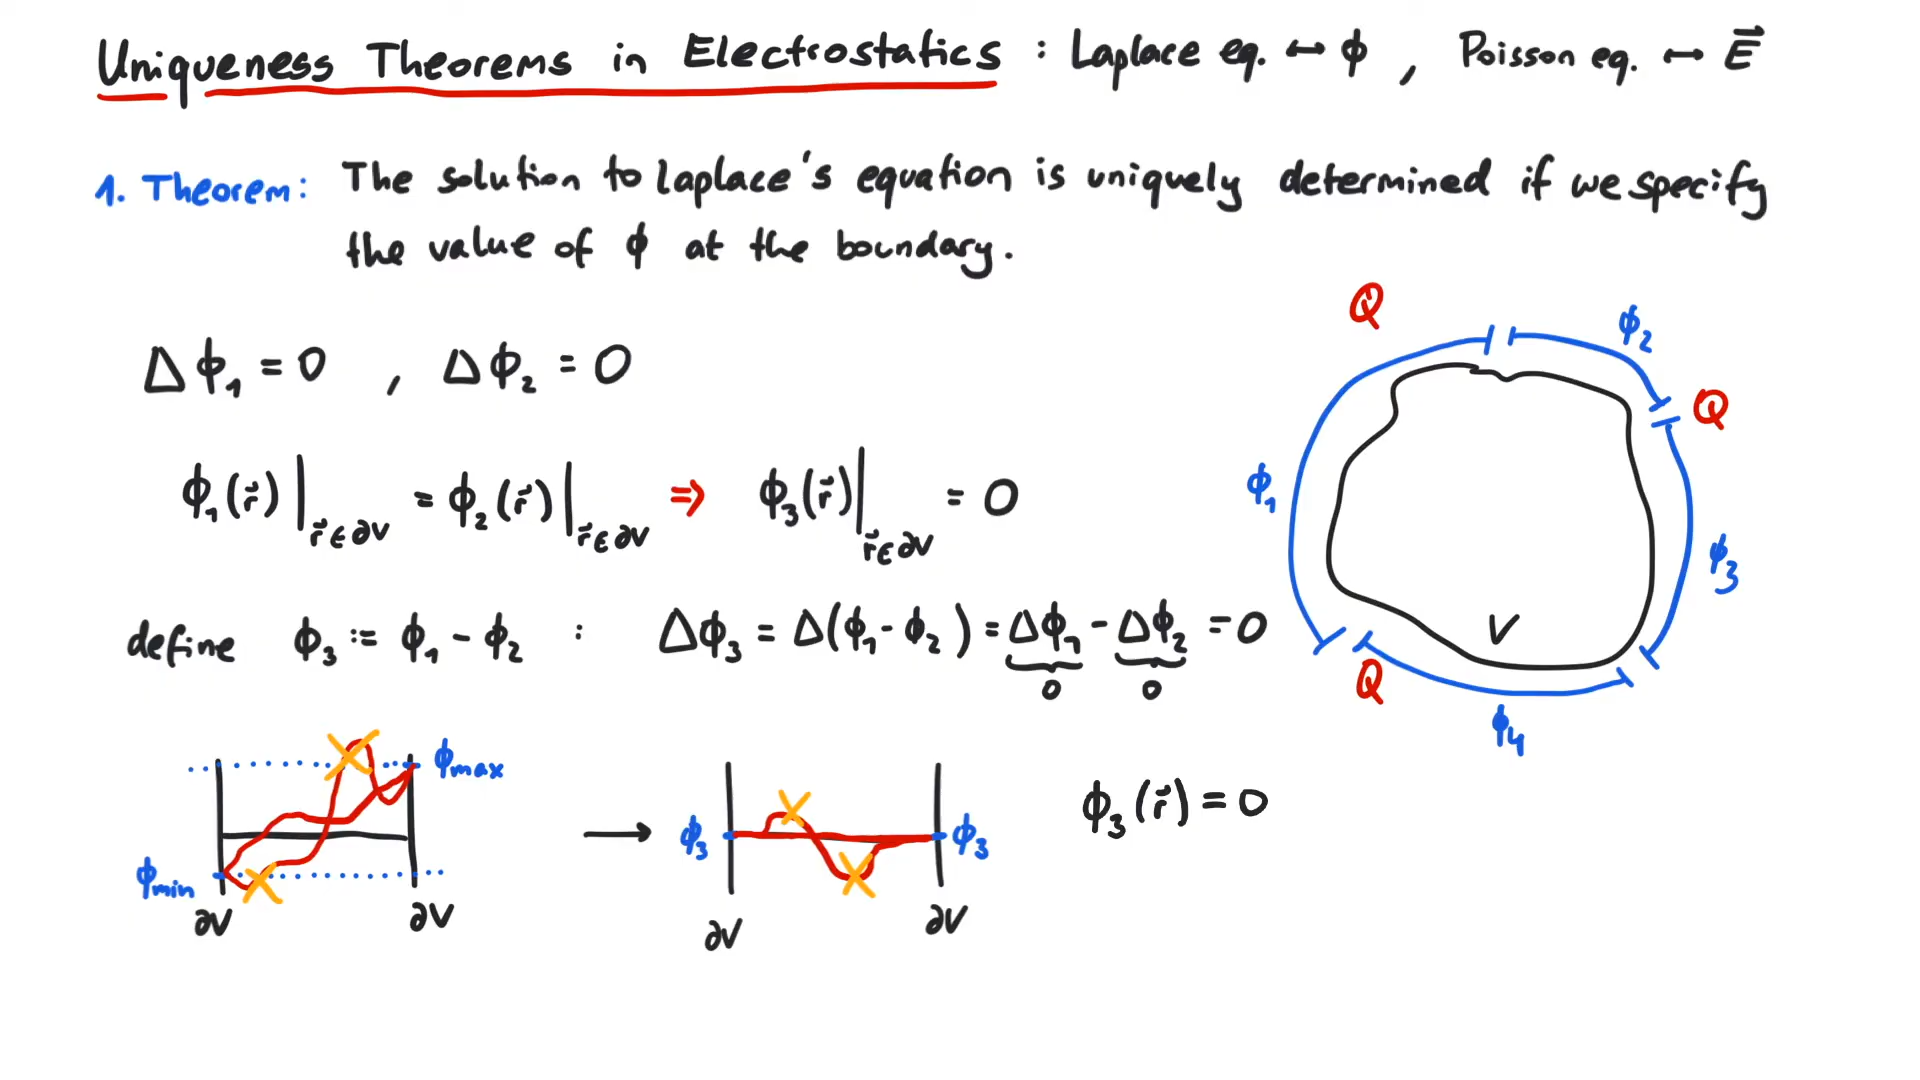 Uniqueness Theorems in Electrostatics : Laplace eq. ↔ ϕ , Poisson eq. ↔ E⃗
1. Theorem: The solution to Laplace's equation is uniquely determined if we specify
the value of ϕ at the boundary.
Δϕ₁ = 0 , Δϕ₂ = 0
ϕ₁(r⃗)|r⃗∈∂V = ϕ₂(r⃗)|r⃗∈∂V ⇒ ϕ₃(r⃗)|r⃗∈∂V = 0
define ϕ₃ := ϕ₁ - ϕ₂ : Δϕ₃ = Δ(ϕ₁ - ϕ₂) = Δϕ₁ - Δϕ₂ = 0
0 0
Q ϕ₂
Q
ϕ₁
ϕ₃
V
Q
ϕ₄
ϕmax
ϕmin
∂V ∂V
→
ϕ₃ ϕ₃
∂V ∂V
ϕ₃(r⃗) = 0